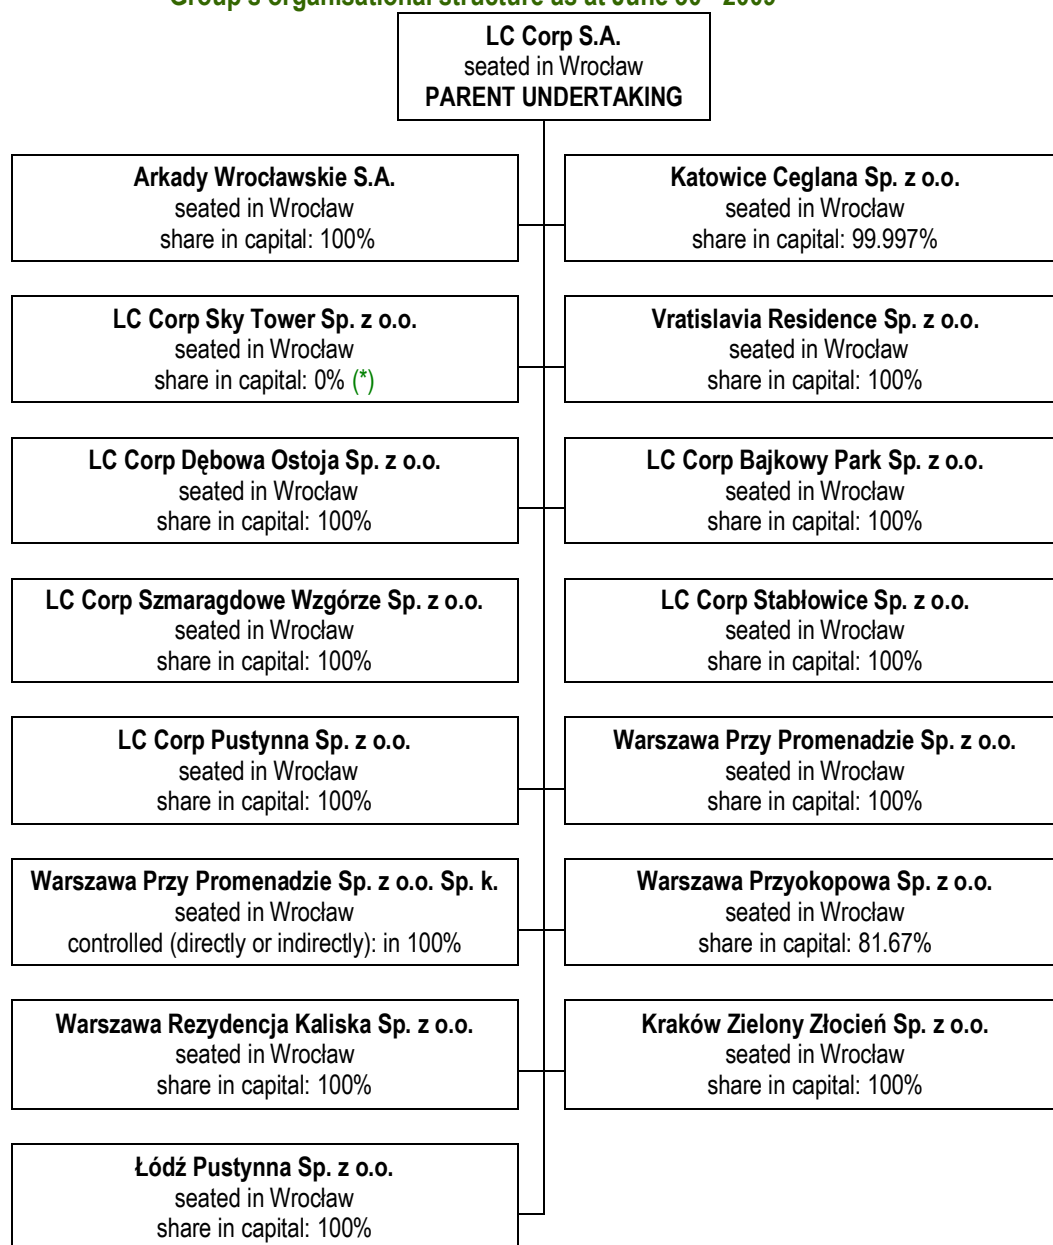 Group's organisational structure as at June 30 2009
LC Corp S.A.
seated in Wrocław
PARENT UNDERTAKING
Arkady Wrocławskie S.A.
seated in Wrocław
share in capital: 100%
Katowice Ceglana Sp. z o.o.
seated in Wrocław
share in capital: 99.997%
LC Corp Sky Tower Sp. z o.o.
seated in Wrocław
share in capital: 0% (*)
Vratislavia Residence Sp. z o.o.
seated in Wrocław
share in capital: 100%
LC Corp Dębowa Ostoja Sp. z o.o.
seated in Wrocław
share in capital: 100%
LC Corp Bajkowy Park Sp. z o.o.
seated in Wrocław
share in capital: 100%
LC Corp Szmaragdowe Wzgórze Sp. z o.o.
seated in Wrocław
share in capital: 100%
LC Corp Stabłowice Sp. z o.o.
seated in Wrocław
share in capital: 100%
LC Corp Pustynna Sp. z o.o.
seated in Wrocław
share in capital: 100%
Warszawa Przy Promenadzie Sp. z o.o.
seated in Wrocław
share in capital: 100%
Warszawa Przy Promenadzie Sp. z o.o. Sp. k.
seated in Wrocław
controlled (directly or indirectly): in 100%
Warszawa Przyokopowa Sp. z o.o.
seated in Wrocław
share in capital: 81.67%
Warszawa Rezydencja Kaliska Sp. z o.o.
seated in Wrocław
share in capital: 100%
Kraków Zielony Złocień Sp. z o.o.
seated in Wrocław
share in capital: 100%
Łódź Pustynna Sp. z o.o.
seated in Wrocław
share in capital: 100%